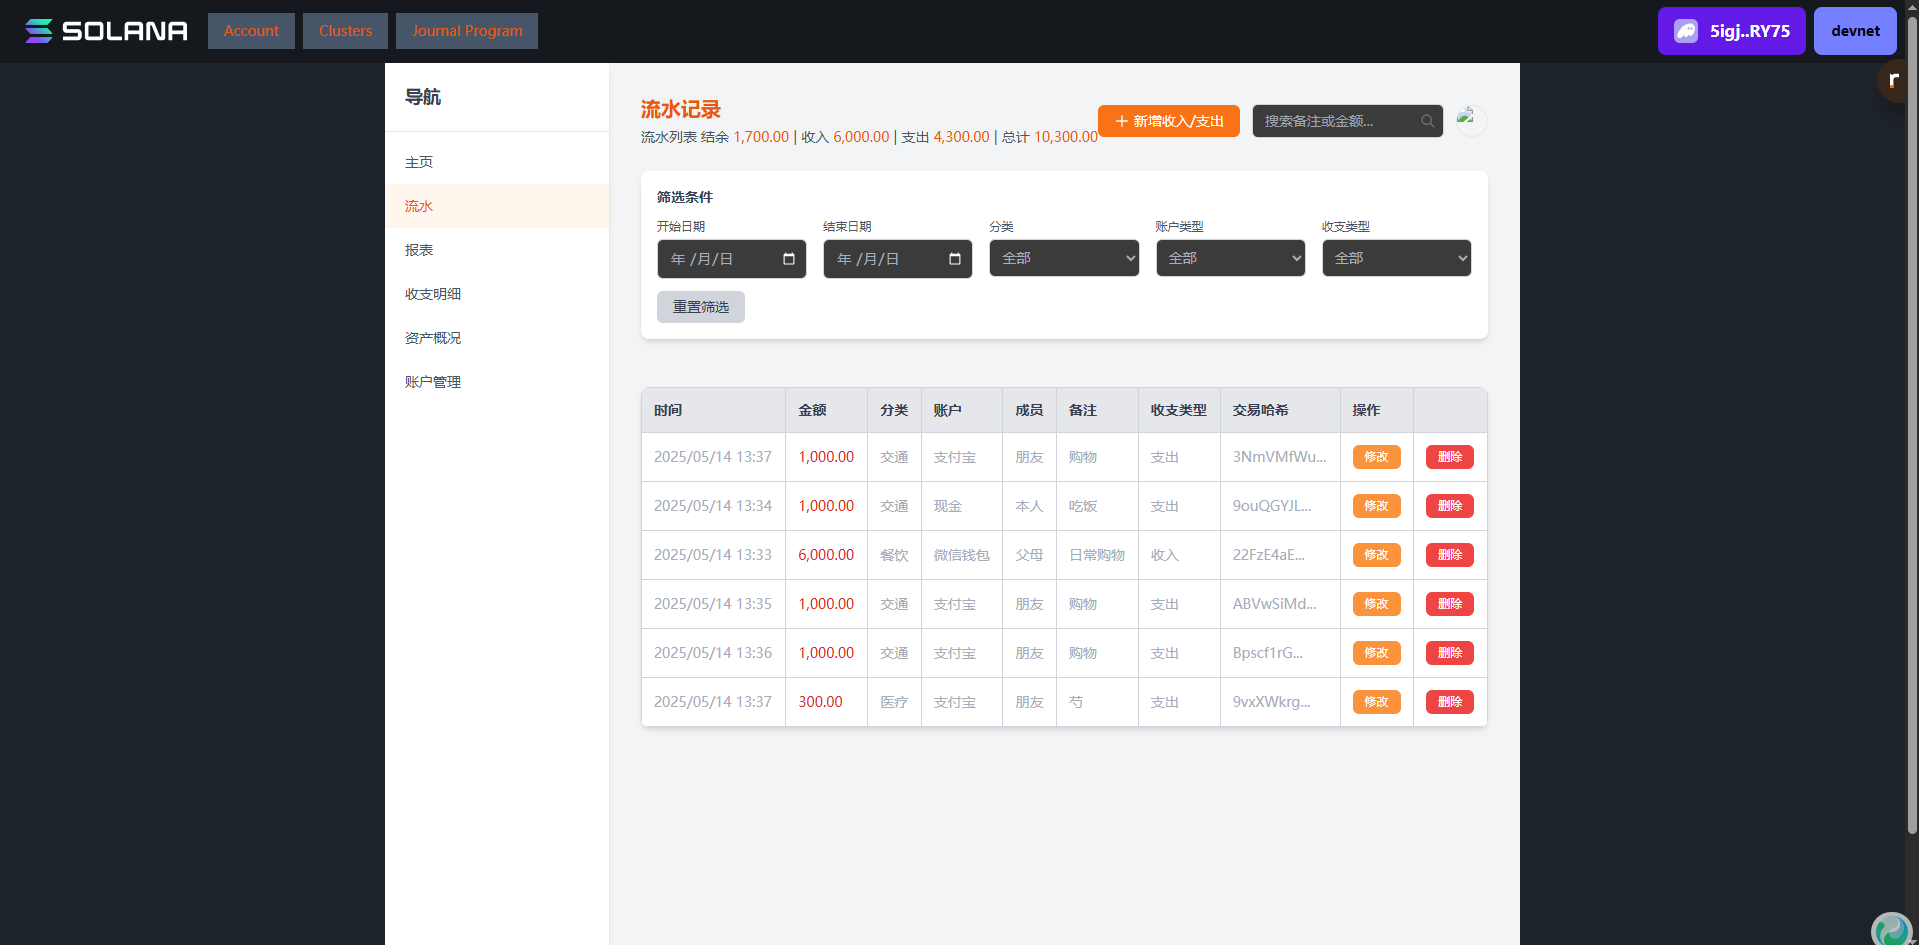 SOLANA Account Clusters Journal Program 5igj..RY75 devnet
导航
主页
流水
报表
收支明细
资产概况
账户管理
流水记录
流水列表 结余 1,700.00 | 收入 6,000.00 | 支出 4,300.00 | 总计 10,300.00
+ 新增收入/支出 搜索备注或金额...
r
筛选条件
开始日期 结束日期 分类 账户类型 收支类型
年 /月/日 年 /月/日 全部 全部 全部
重置筛选
时间 金额 分类 账户 成员 备注 收支类型 交易哈希 操作
2025/05/14 13:37 1,000.00 交通 支付宝 朋友 购物 支出 3NmVMfWu... 修改 删除
2025/05/14 13:34 1,000.00 交通 现金 本人 吃饭 支出 9ouQGYJL... 修改 删除
2025/05/14 13:33 6,000.00 餐饮 微信钱包 父母 日常购物 收入 22FzE4aE... 修改 删除
2025/05/14 13:35 1,000.00 交通 支付宝 朋友 购物 支出 ABVwSiMd... 修改 删除
2025/05/14 13:36 1,000.00 交通 支付宝 朋友 购物 支出 Bpscf1rG... 修改 删除
2025/05/14 13:37 300.00 医疗 支付宝 朋友 芍 支出 9vxXWkrg... 修改 删除